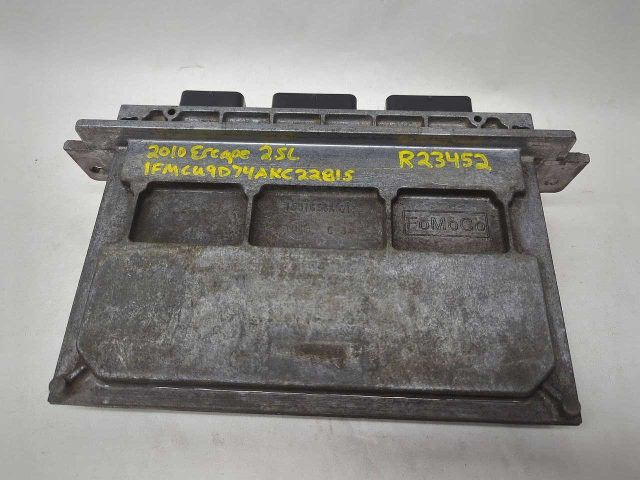 2010 Escape 2.5L
1FMCU9D74AKC22815
R23452
FoMoCo